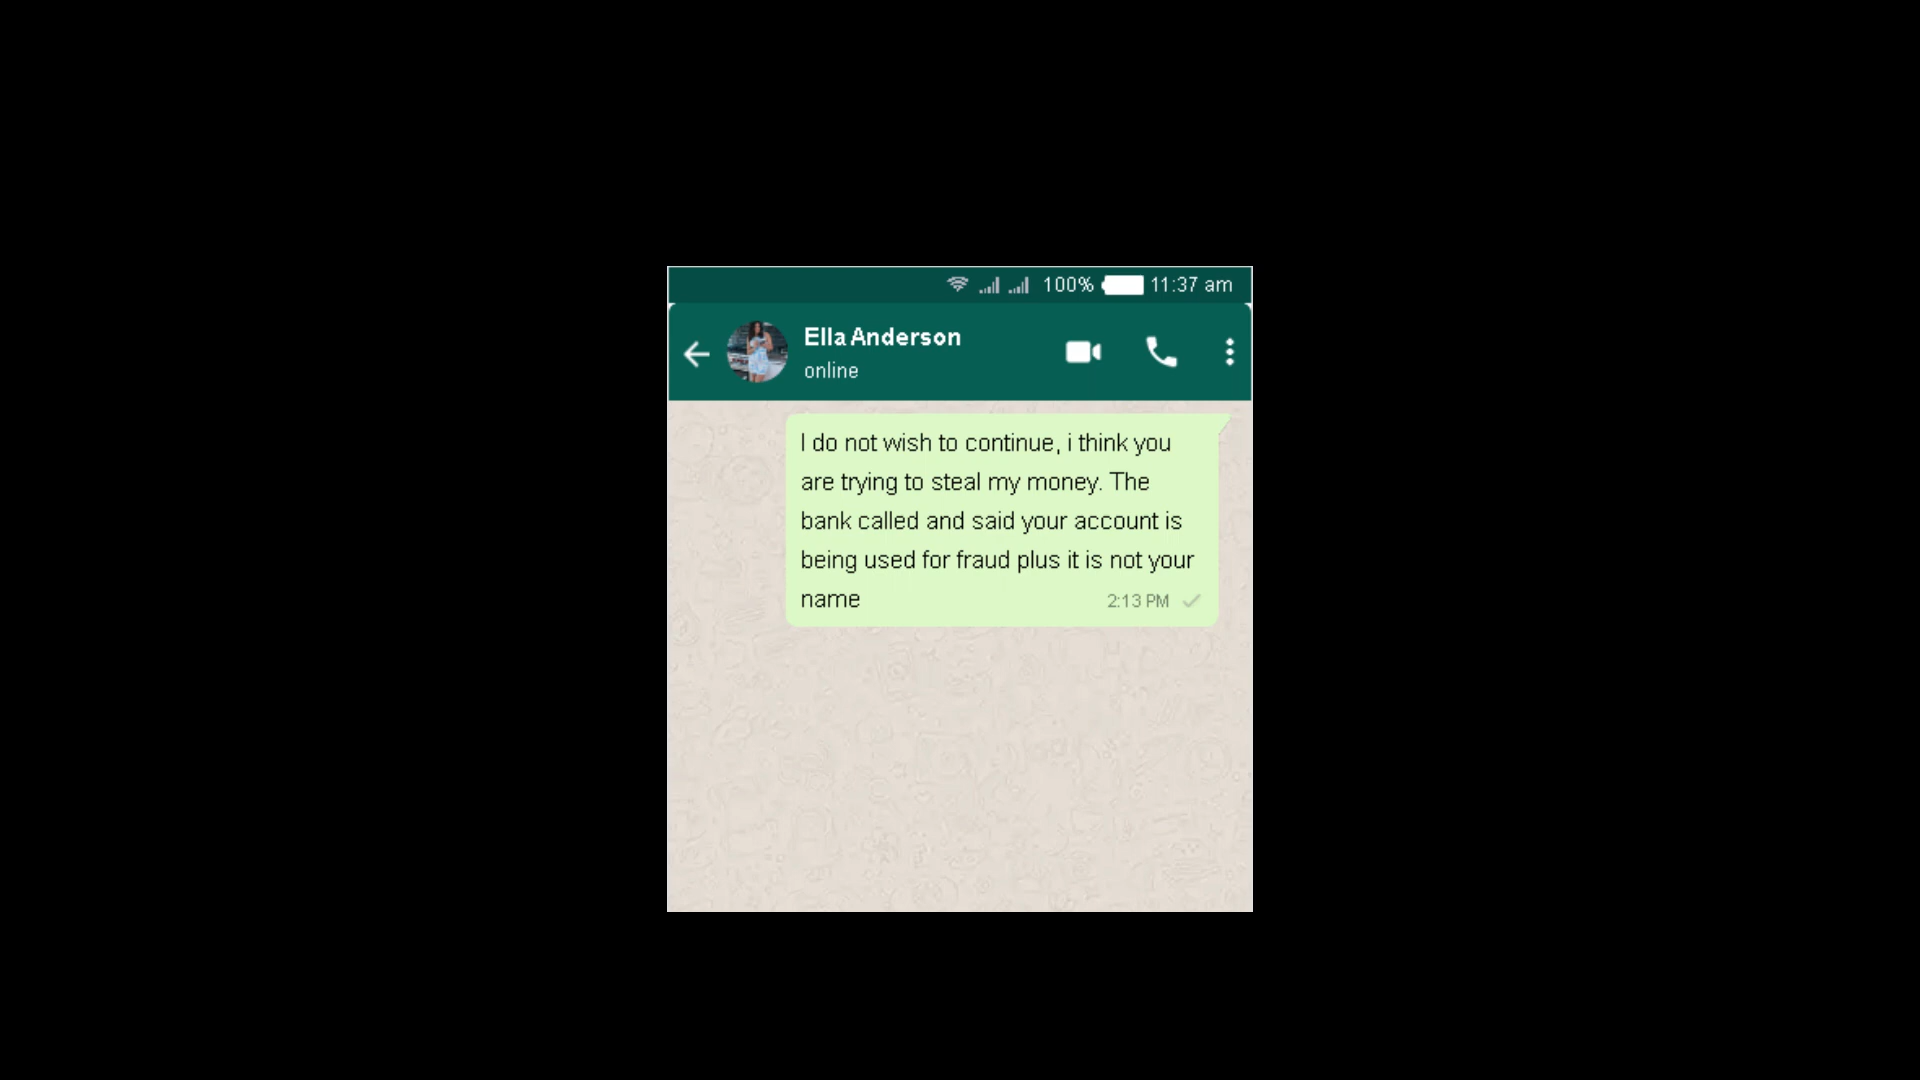 100% 11:37 am
Ella Anderson
online
I do not wish to continue, i think you
are trying to steal my money. The
bank called and said your account is
being used for fraud plus it is not your
name 2:13 PM